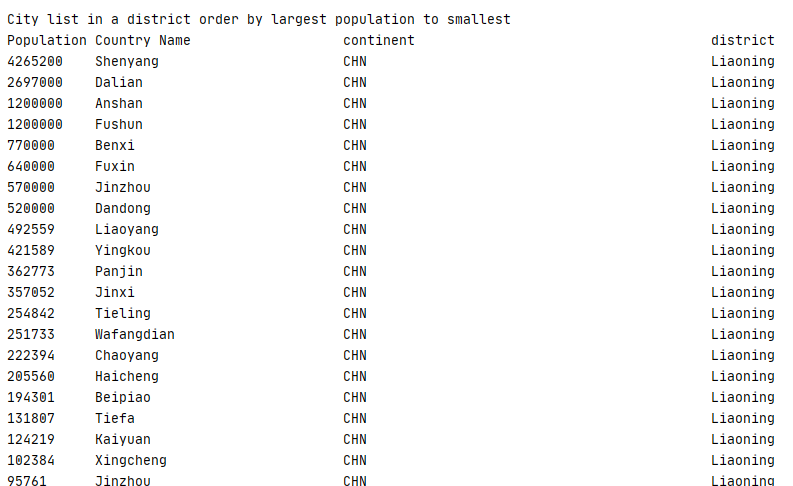 City list in a district order by largest population to smallest
Population Country Name continent district
4265200 Shenyang CHN Liaoning
2697000 Dalian CHN Liaoning
1200000 Anshan CHN Liaoning
1200000 Fushun CHN Liaoning
770000 Benxi CHN Liaoning
640000 Fuxin CHN Liaoning
570000 Jinzhou CHN Liaoning
520000 Dandong CHN Liaoning
492559 Liaoyang CHN Liaoning
421589 Yingkou CHN Liaoning
362773 Panjin CHN Liaoning
357052 Jinxi CHN Liaoning
254842 Tieling CHN Liaoning
251733 Wafangdian CHN Liaoning
222394 Chaoyang CHN Liaoning
205560 Haicheng CHN Liaoning
194301 Beipiao CHN Liaoning
131807 Tiefa CHN Liaoning
124219 Kaiyuan CHN Liaoning
102384 Xingcheng CHN Liaoning
95761 Jinzhou CHN Liaoning